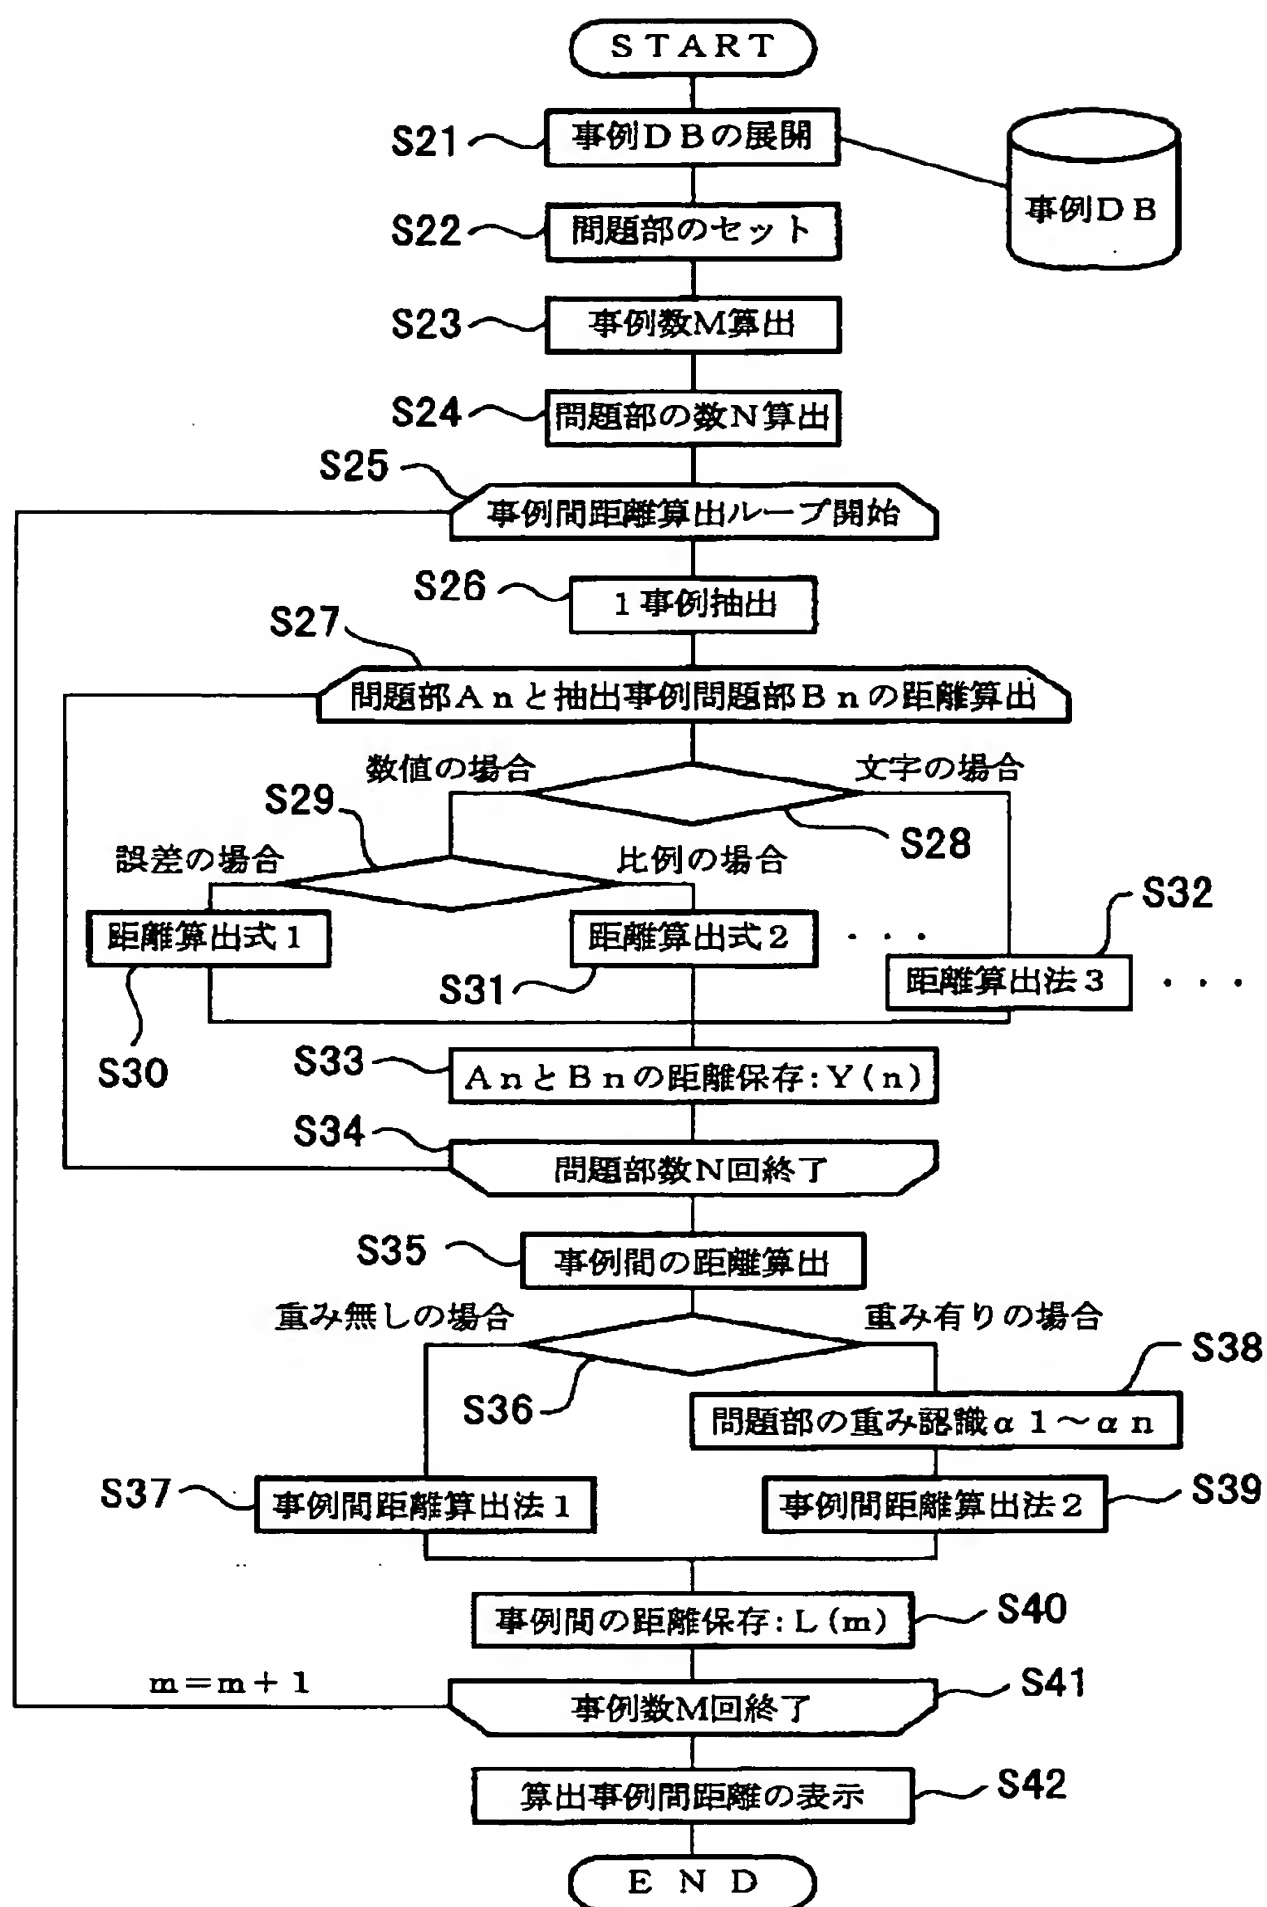 START
S21
事例DBの展開
事例DB
S22
問題部のセット
S23
事例数M算出
S24
問題部の数N算出
S25
事例間距離算出ループ開始
S26
1事例抽出
S27
問題部Anと抽出事例問題部Bnの距離算出
数値の場合
文字の場合
S29
S28
誤差の場合
比例の場合
S32
距離算出式1
距離算出式2
・・・
距離算出法3
・・・
S31
S30
S33
AnとBnの距離保存:Y(n)
S34
問題部数N回終了
S35
事例間の距離算出
重み無しの場合
重み有りの場合
S38
S36
問題部の重み認識α1～αn
S37
事例間距離算出法1
事例間距離算出法2
S39
事例間の距離保存:L(m)
S40
m=m+1
事例数M回終了
S41
算出事例間距離の表示
S42
END